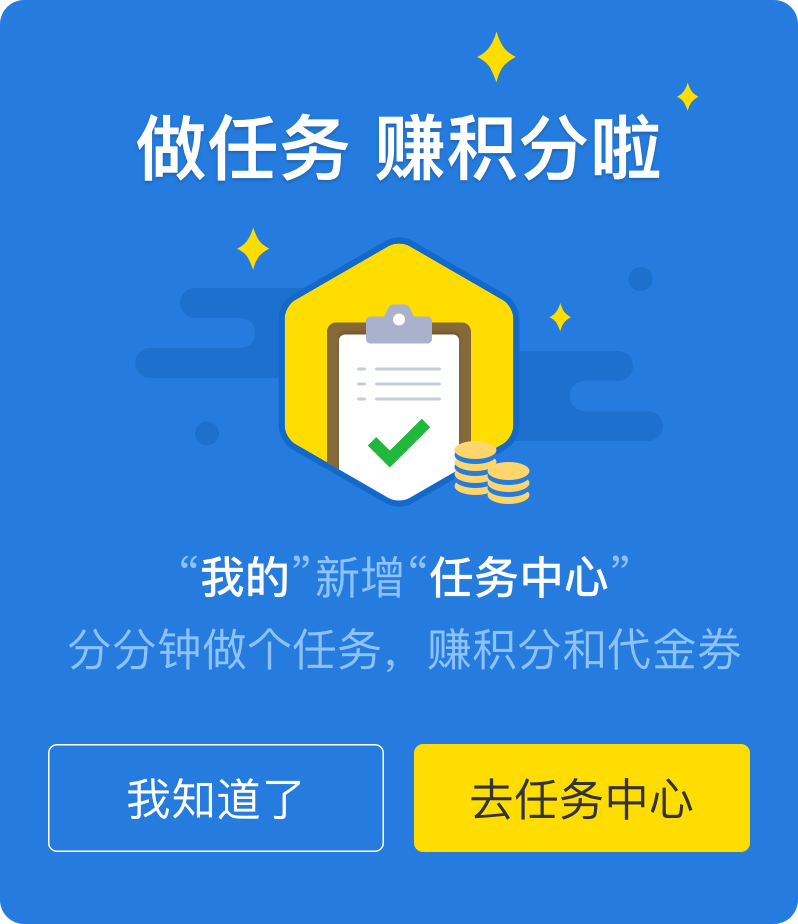 做任务 赚积分啦
“我的”新增“任务中心”
分分钟做个任务，赚积分和代金券
我知道了
去任务中心